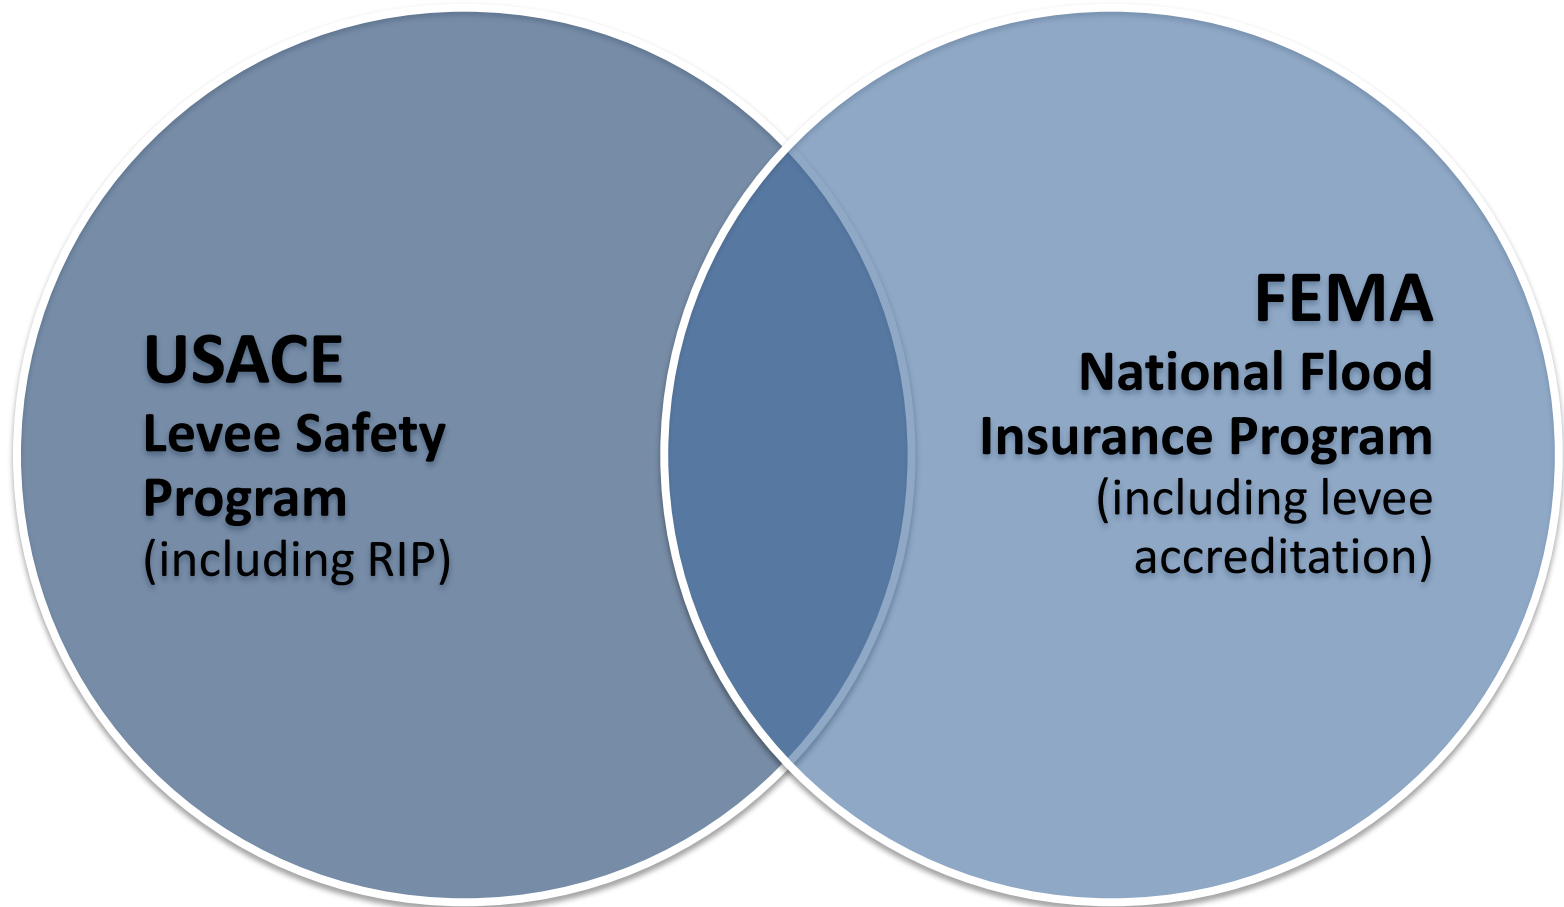 USACE
Levee Safety
Program
(including RIP)
FEMA
National Flood
Insurance Program
(including levee
accreditation)